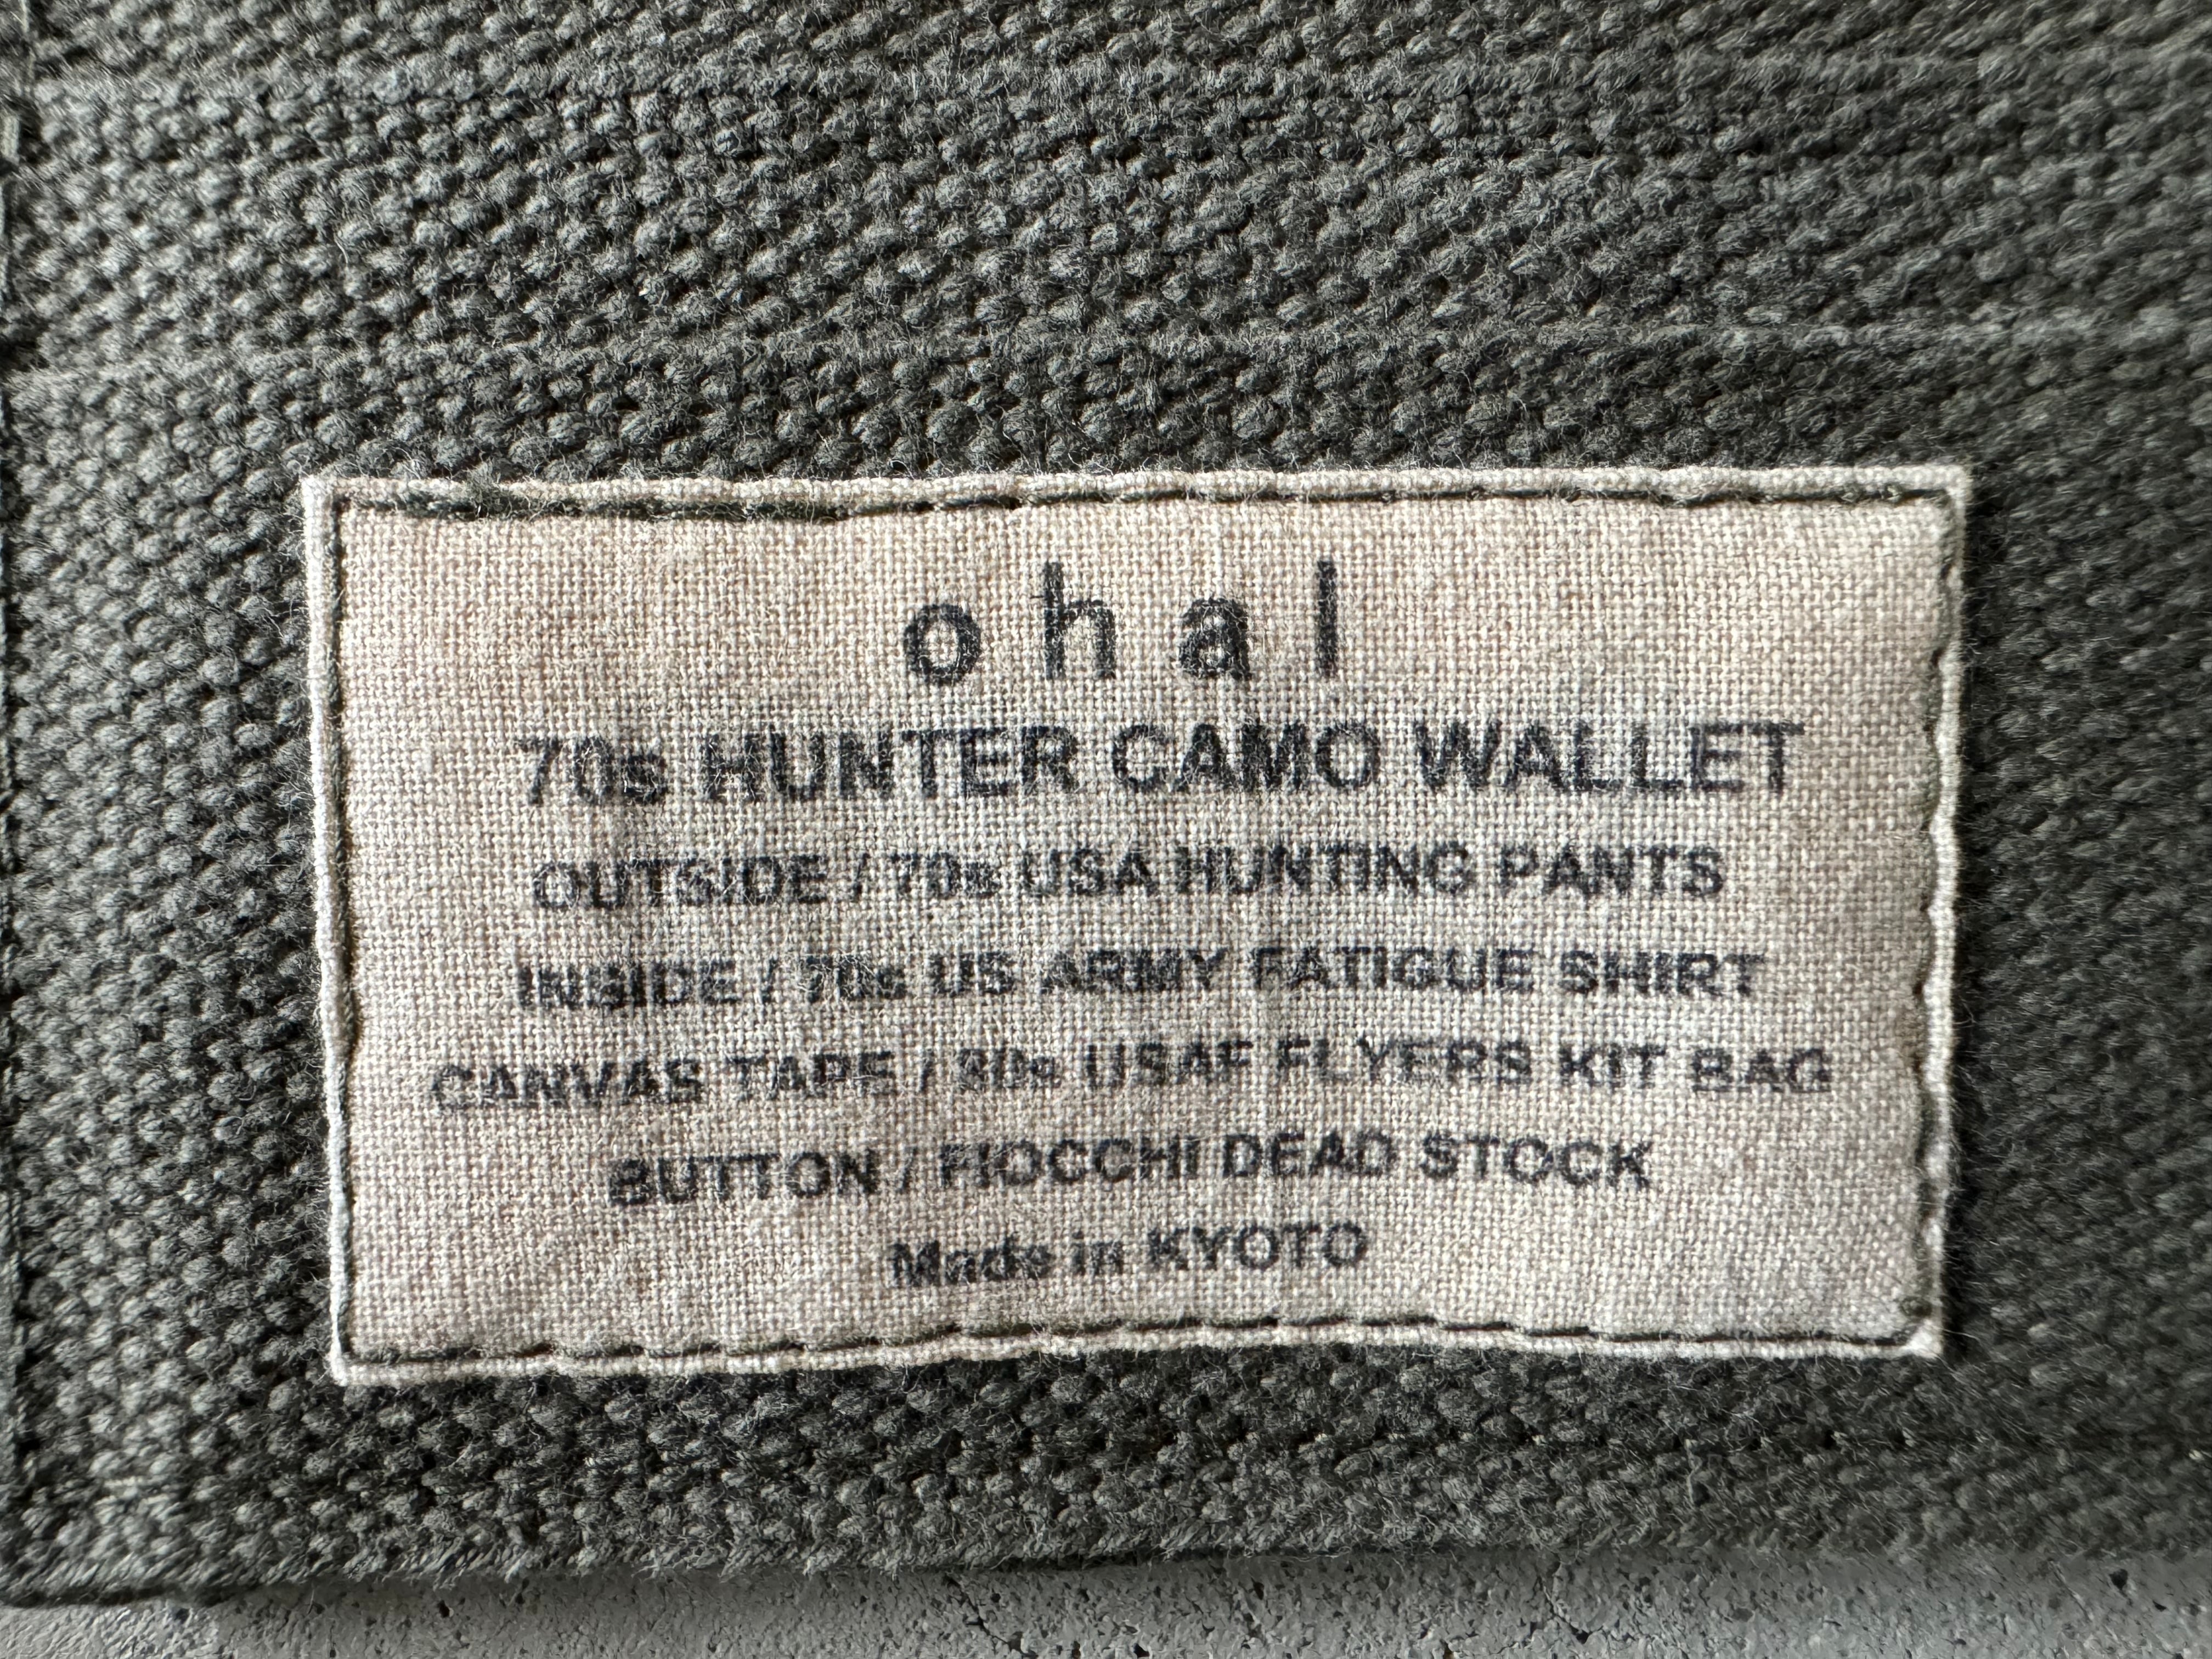 ohal
70s HUNTER CAMO WALLET
OUTSIDE / 70s USA HUNTING PANTS
INSIDE / 70s US ARMY FATIGUE SHIRT
CANVAS TAPE / USAF FLYERS KIT BAG
BUTTON / FIOCCHI DEAD STOCK
Made in KYOTO